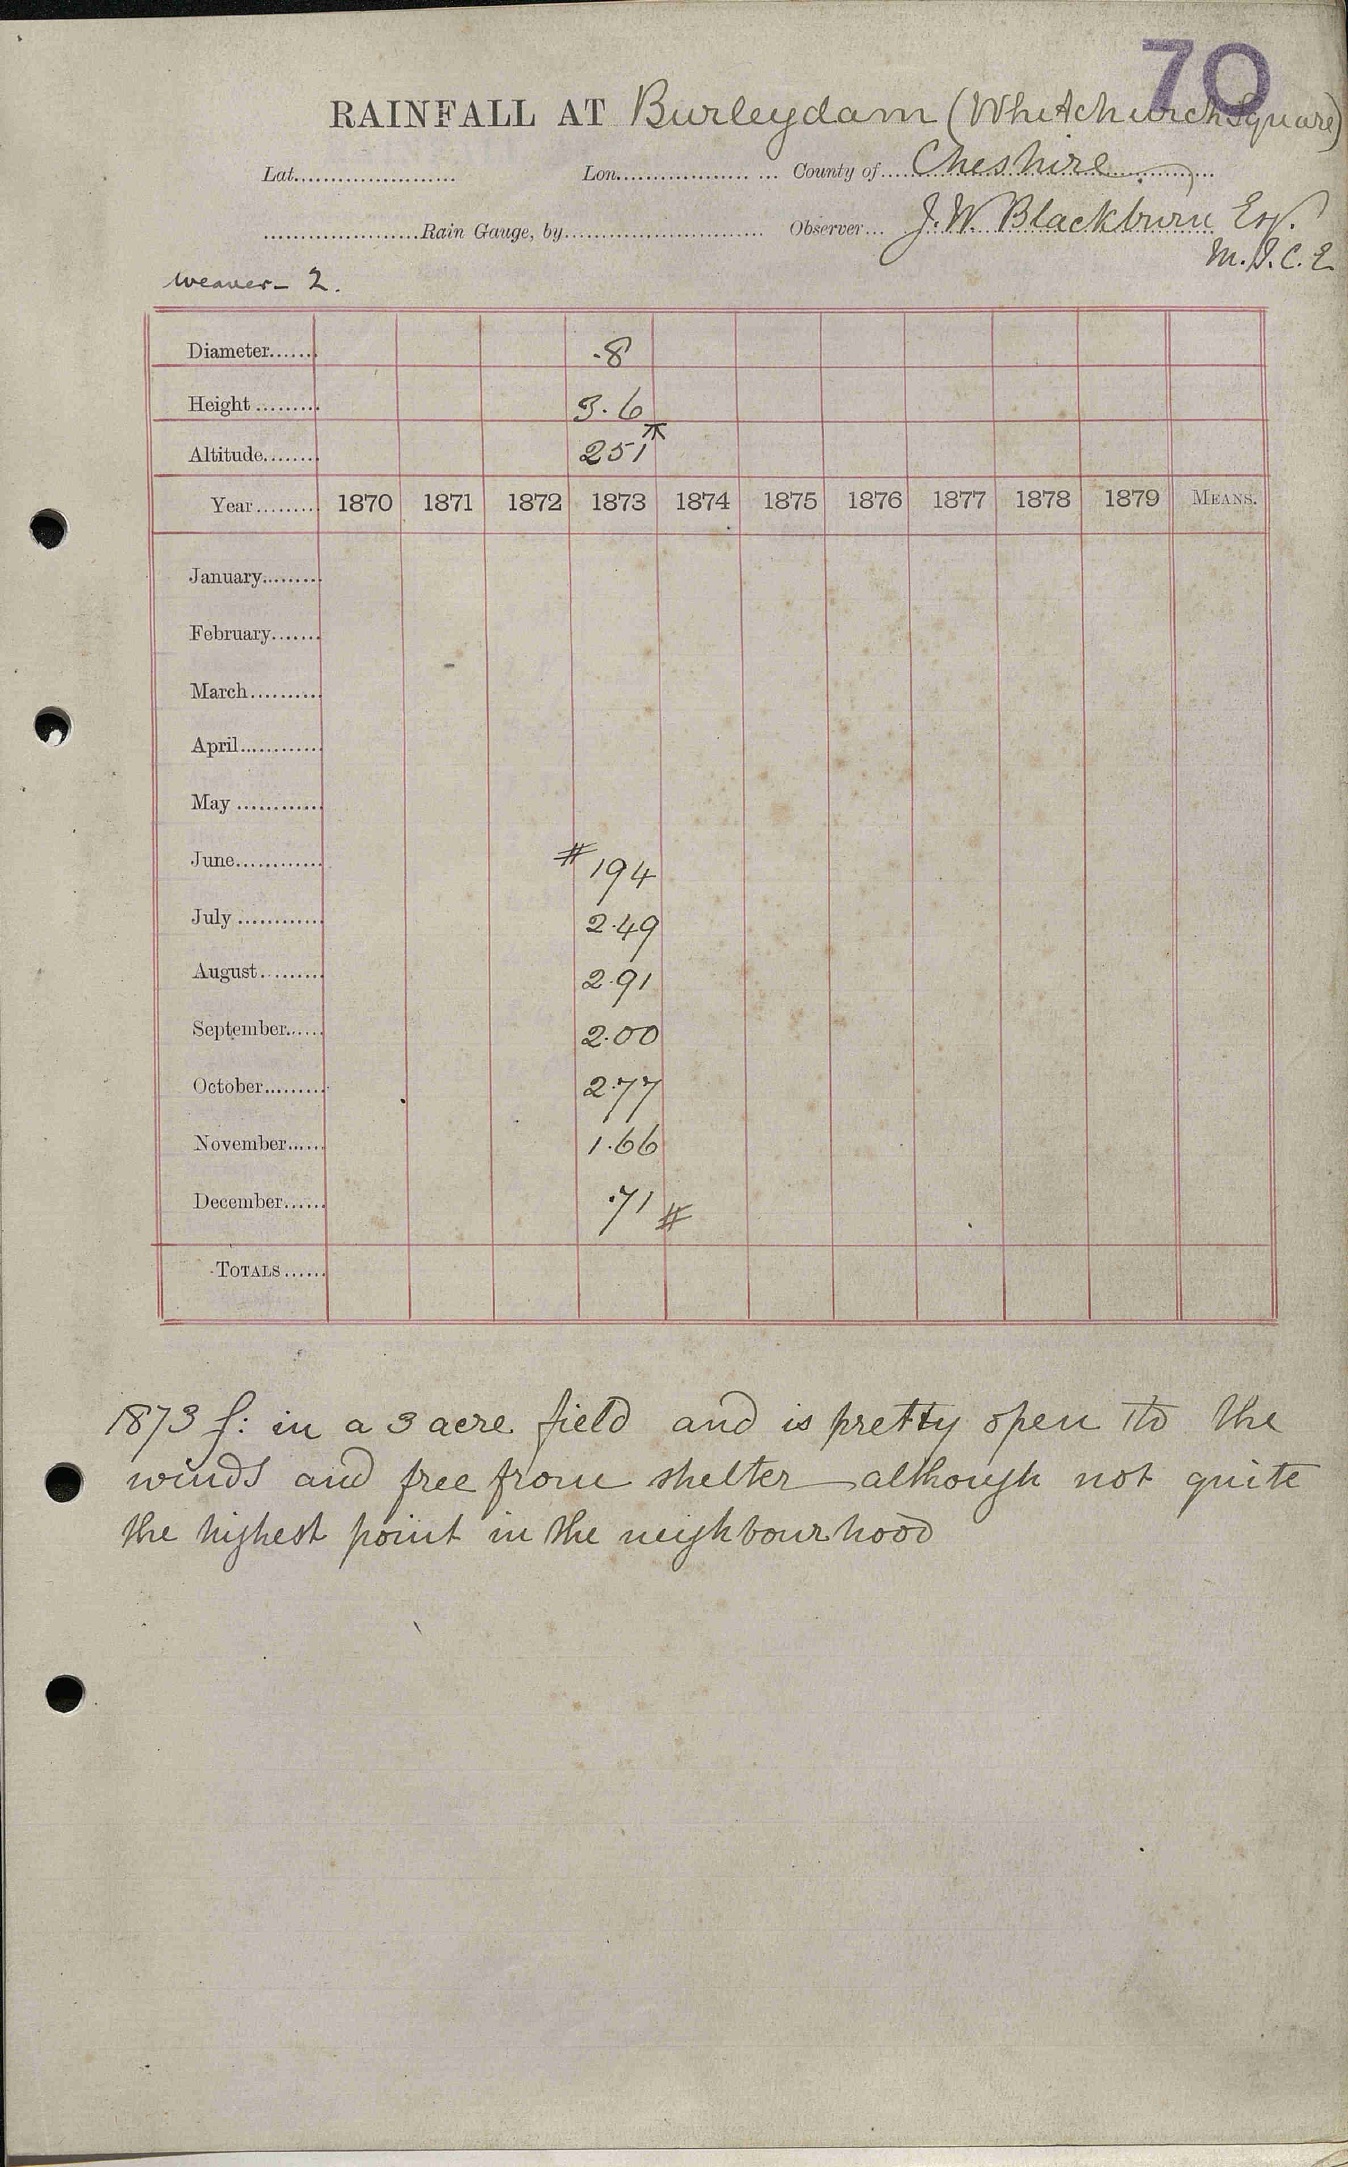 70
RAINFALL AT Burleydam (Whitchurch Square)
Lat...................... Lon.................. ... County of.... Cheshire
.....................Rain Gauge, by........................... Observer... J. W. Blackburn Esq.
M.I.C.E
Weaver - 2.
Diameter....... .8
Height ......... 3.6
Altitude........ 251
Year......... 1870 1871 1872 1873 1874 1875 1876 1877 1878 1879 MEANS.
January.........
February.......
March..........
April............
May ............
June............ # 194
July ............ 2.49
August ......... 2.91
September...... 2.00
October......... 2.77
November...... 1.66
December...... .71 #
TOTALS ......
1873 f: in a 3 acre field and is pretty open to the
winds and free from shelter although not quite
the highest point in the neighbourhood